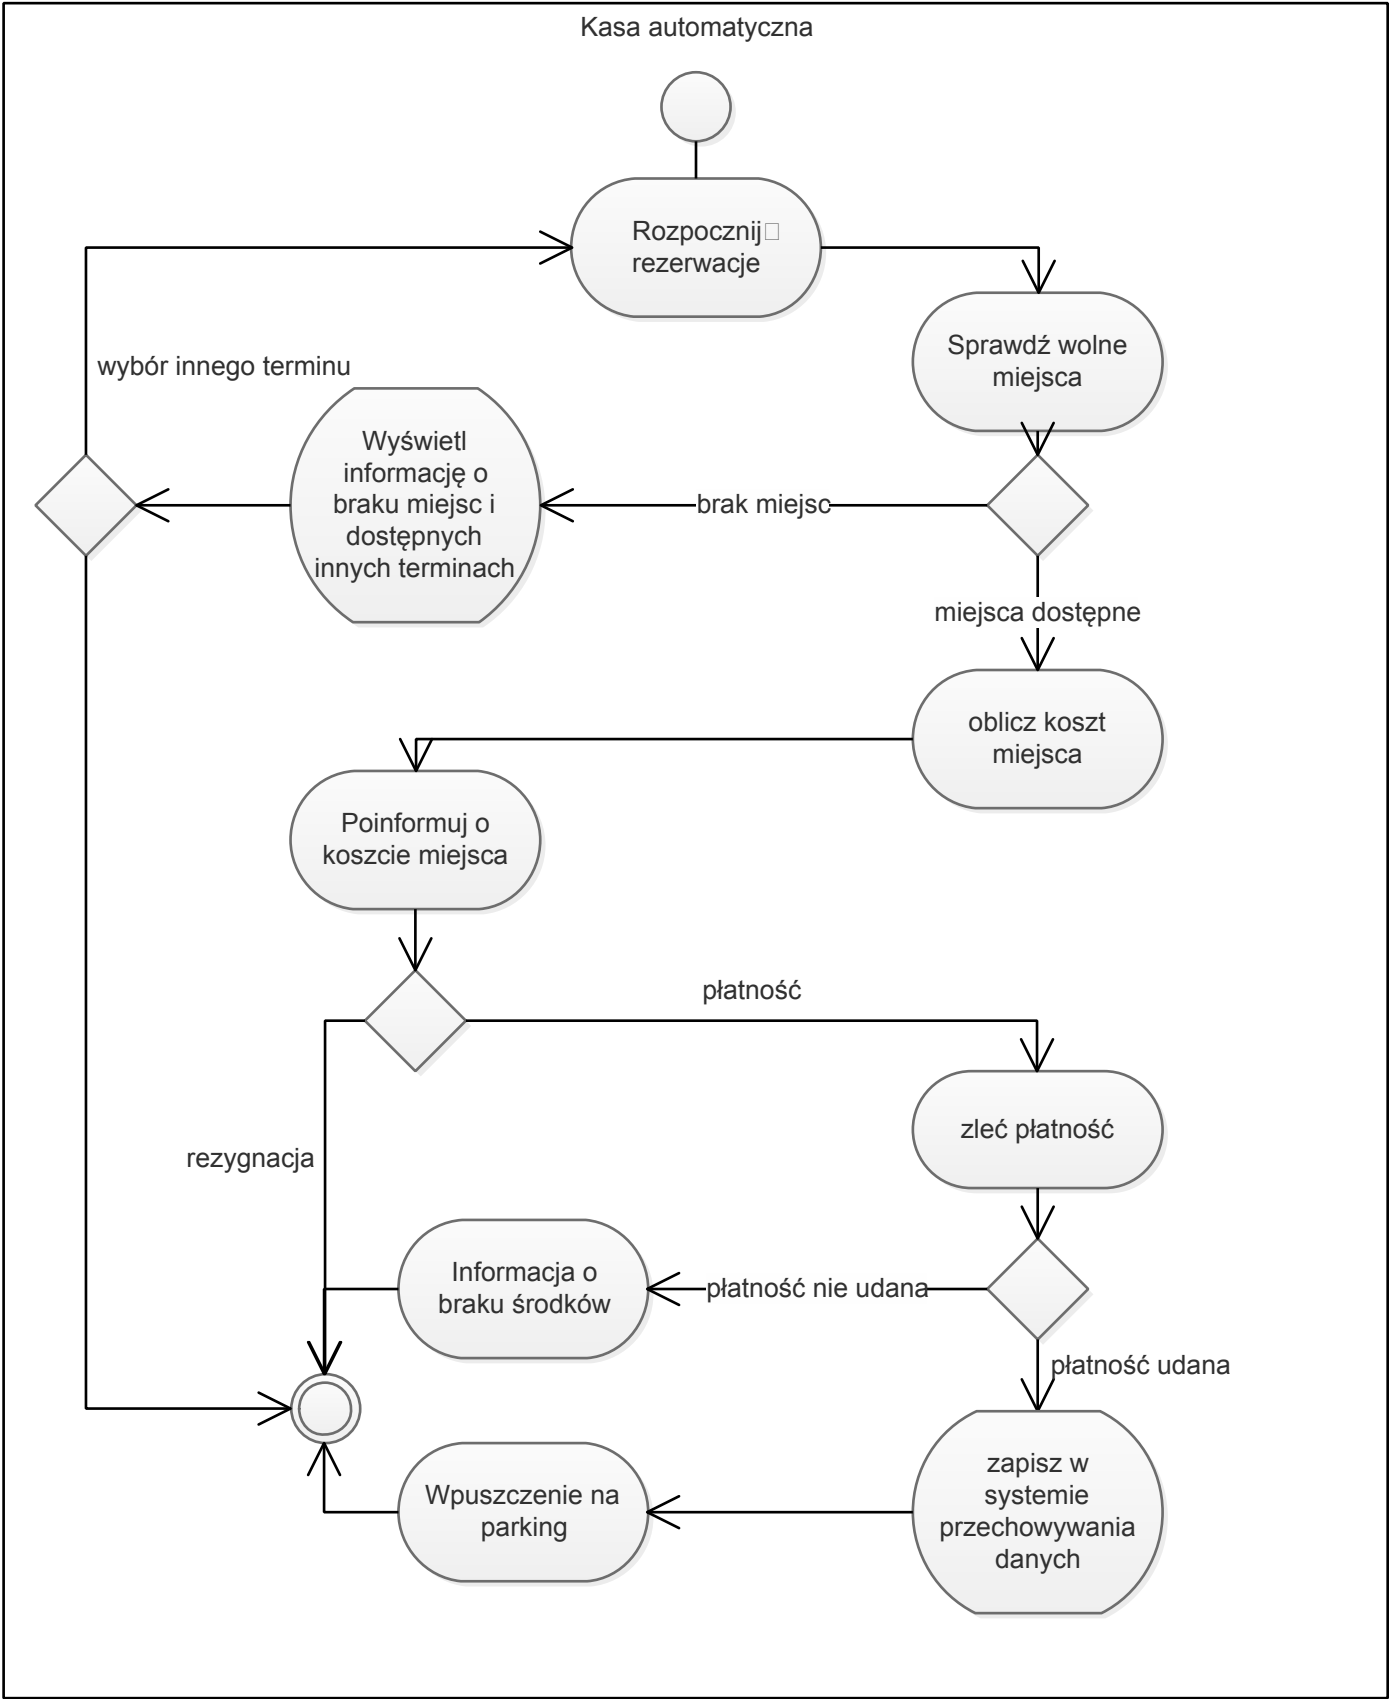 Kasa automatyczna
Rozpocznij
rezerwacje
Sprawdź wolne
miejsca
wybór innego terminu
Wyświetl
informację o
braku miejsc i
dostępnych
innych terminach
brak miejsc
miejsca dostępne
oblicz koszt
miejsca
Poinformuj o
koszcie miejsca
płatność
zleć płatność
rezygnacja
Informacja o
braku środków
płatność nie udana
płatność udana
Wpuszczenie na
parking
zapisz w
systemie
przechowywania
danych